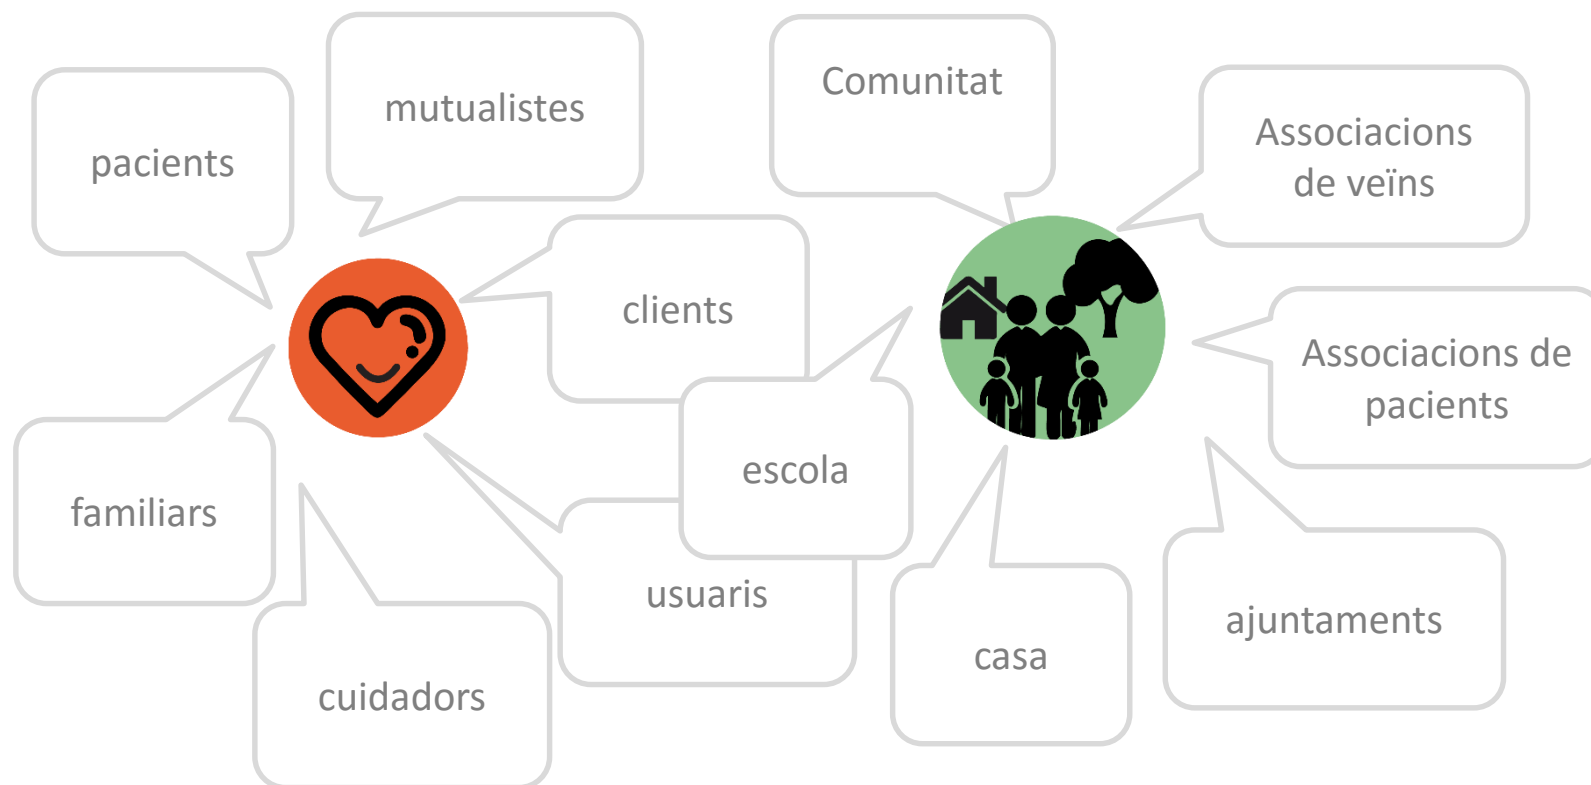 mutualistes
pacients
clients
familiars
usuaris
cuidadors
Comunitat
Associacions
de veïns
Associacions de
pacients
escola
casa
ajuntaments